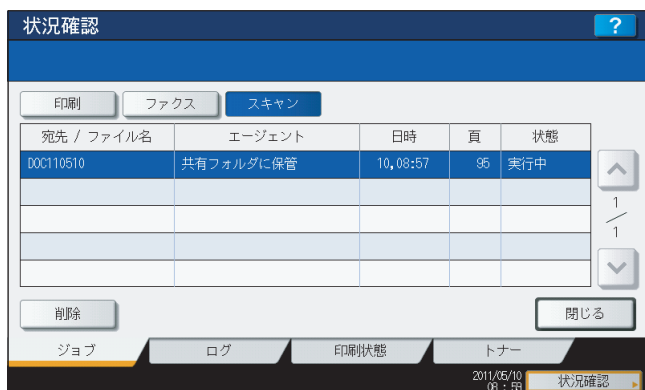 状況確認
?
印刷 ファクス スキャン
宛先 / ファイル名 エージェント 日時 頁 状態
DOC110510 共有フォルダに保管 10,08:57 95 実行中
1
1
削除 閉じる
ジョブ ログ 印刷状態 トナー
2011/05/10
08 : 59 状況確認